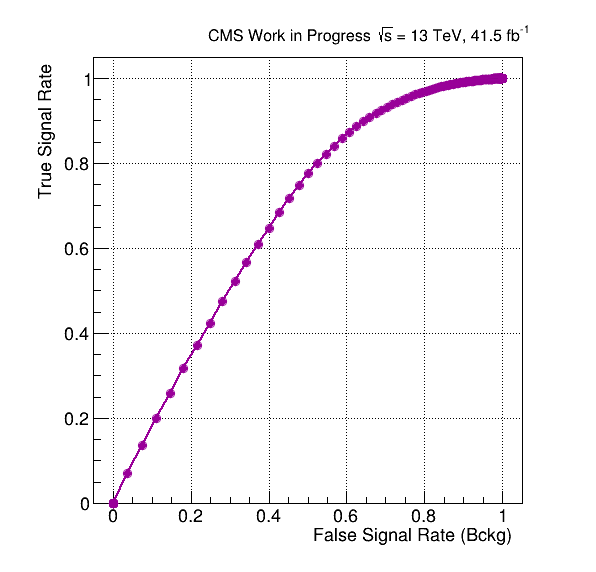 CMS Work in Progress √s = 13 TeV, 41.5 fb⁻¹
True Signal Rate
1
0.8
0.6
0.4
0.2
0
0 0.2 0.4 0.6 0.8 1
False Signal Rate (Bckg)